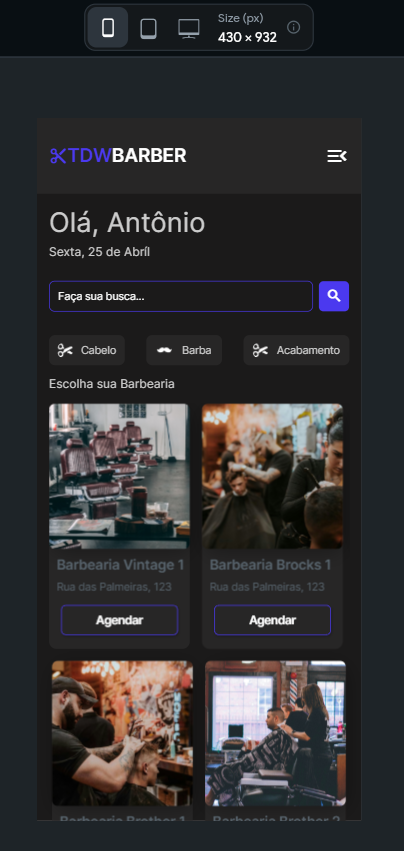 Size (px)
430 × 932
TDWBARBER
Olá, Antônio
Sexta, 25 de Abríl
Faça sua busca...
Cabelo Barba Acabamento
Escolha sua Barbearia
Barbearia Vintage 1 Barbearia Brocks 1
Rua das Palmeiras, 123 Rua das Palmeiras, 123
Agendar Agendar
Barbearia Brother 1 Barbearia Brother 2